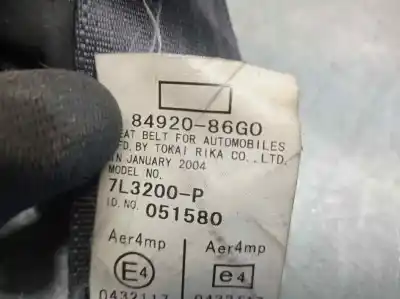 84920-86G0
EAT BELT FOR AUTOMOBILES
FD. BY TOKAI RIKA CO., LTD.
IN JANUARY 2004
MODEL NO.
7L3200-P
I.D. NO. 051580
Aer4mp Aer4mp
E4 e4